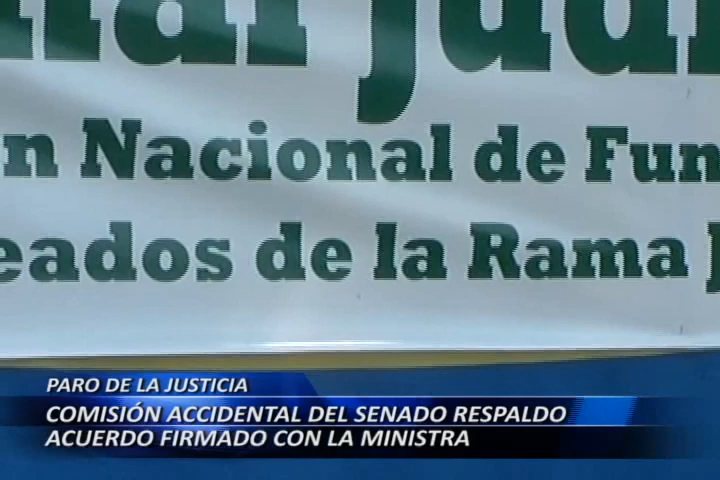 n Nacional de Fun
eados de la Rama J
PARO DE LA JUSTICIA
COMISIÓN ACCIDENTAL DEL SENADO RESPALDO
ACUERDO FIRMADO CON LA MINISTRA